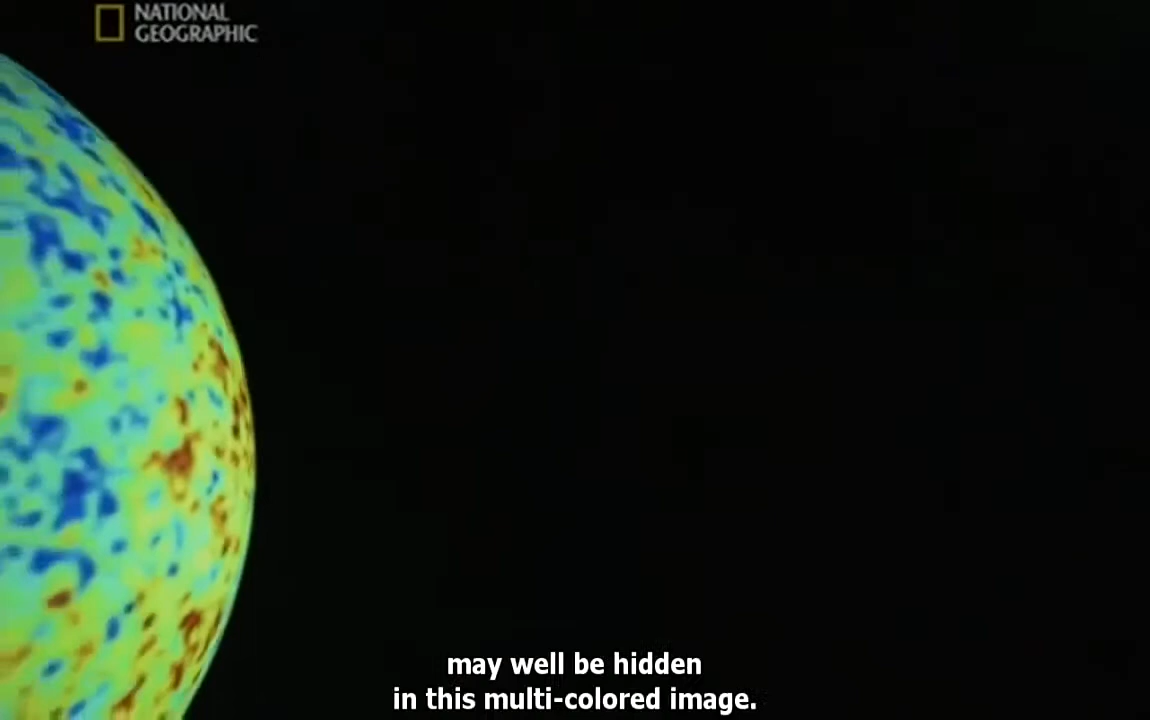 NATIONAL
GEOGRAPHIC
may well be hidden
in this multi-colored image.